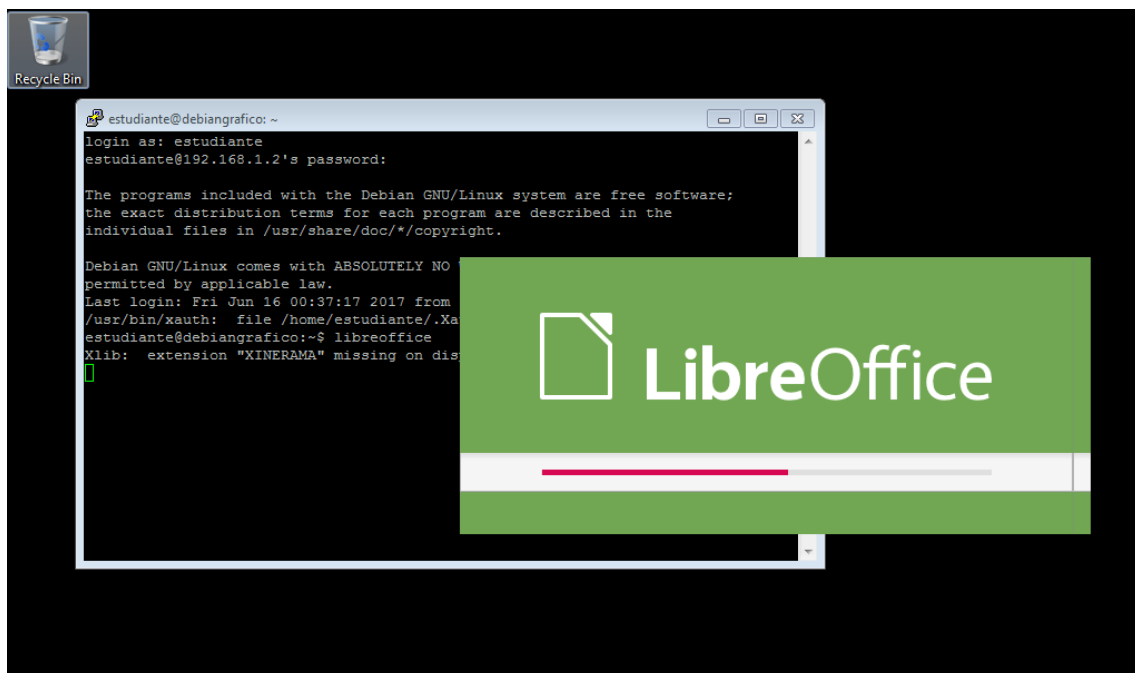 Recycle Bin
estudiante@debiangrafico: ~
login as: estudiante
estudiante@192.168.1.2's password:
The programs included with the Debian GNU/Linux system are free software;
the exact distribution terms for each program are described in the
individual files in /usr/share/doc/*/copyright.
Debian GNU/Linux comes with ABSOLUTELY NO
permitted by applicable law.
Last login: Fri Jun 16 00:37:17 2017 from
/usr/bin/xauth:  file /home/estudiante/.Xa
estudiante@debiangrafico:~$ libreoffice
Xlib:  extension "XINERAMA" missing on dis
LibreOffice